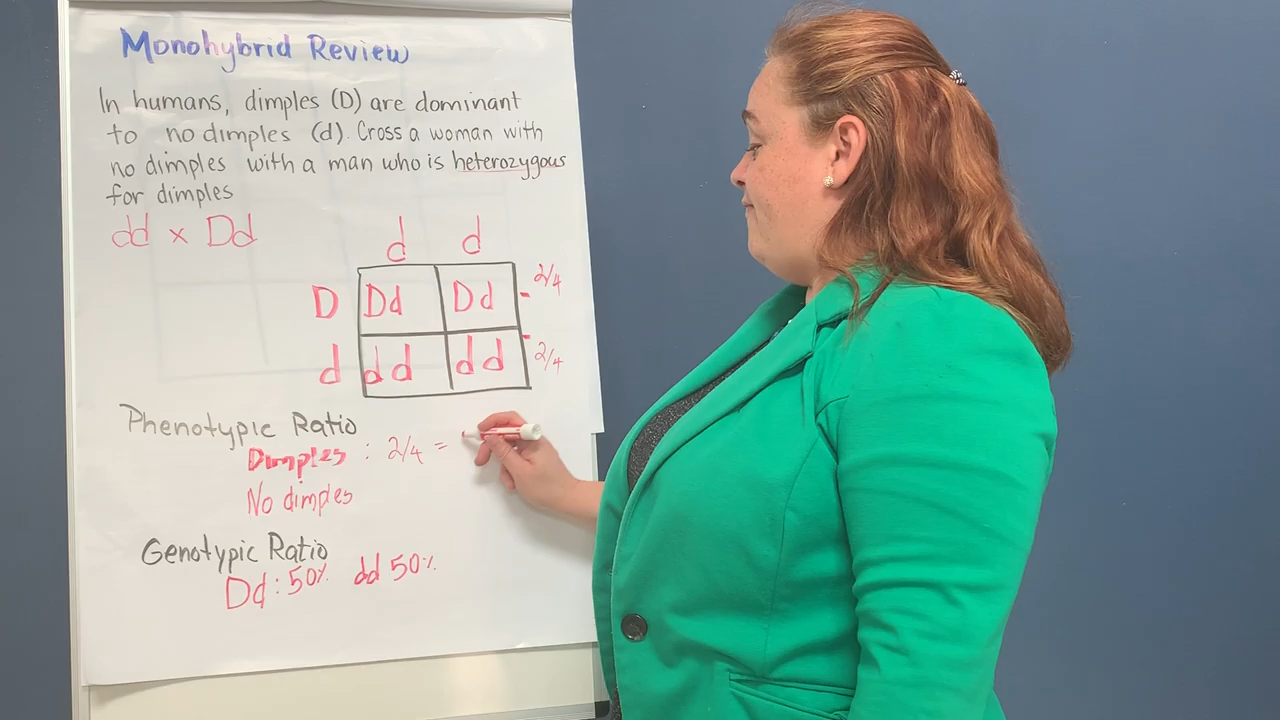 Monohybrid Review
In humans, dimples (D) are dominant
to no dimples (d). Cross a woman with
no dimples with a man who is heterozygous
for dimples
dd x Dd
d d
D Dd Dd - 2/4
d dd dd - 2/4
Phenotypic Ratio
Dimples : 2/4 =
No dimples
Genotypic Ratio
Dd : 50% dd 50%